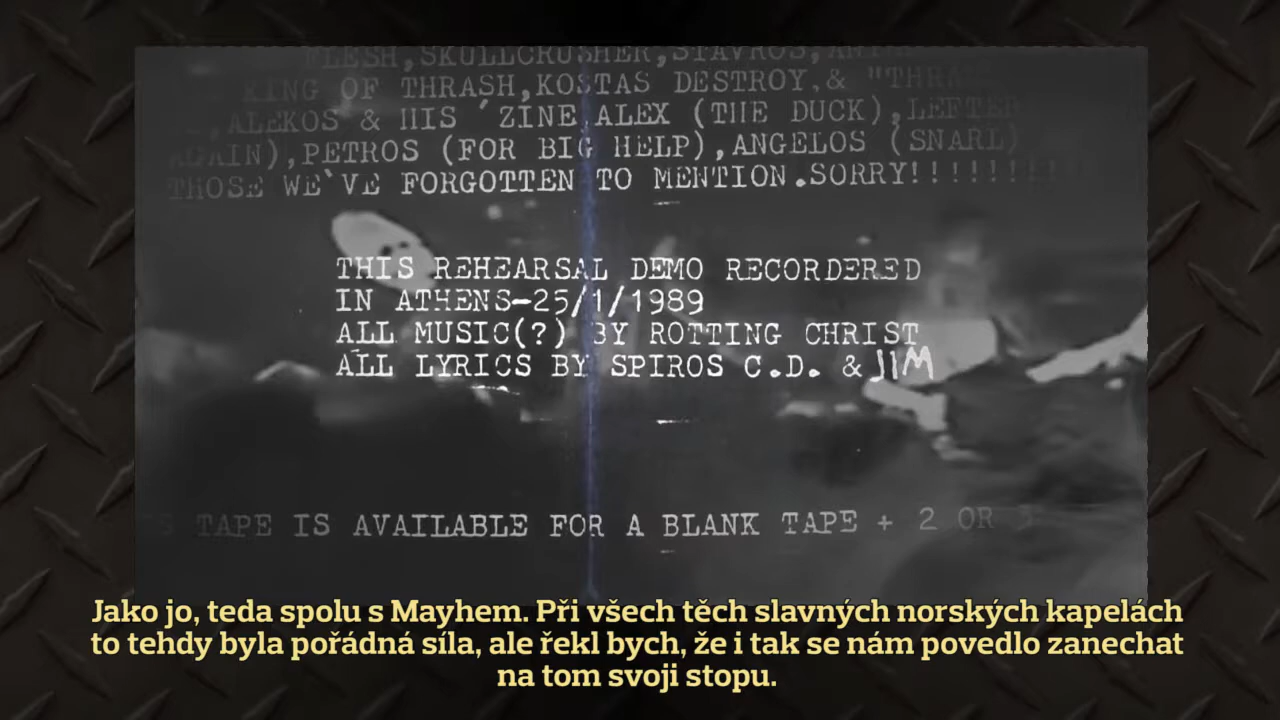 FLESH,SKULLCRUSHER,STAVROS,
KING OF THRASH,KOSTAS DESTROY,&
ALEKOS & HIS ´ZINE,ALEX (THE DUCK),
PETROS (FOR BIG HELP),ANGELOS (SNARL)
THOSE WE`VE FORGOTTEN TO MENTION.SORRY!!!!!!!!!
THIS REHEARSAL DEMO RECORDERED
IN ATHENS-25/1/1989
ALL MUSIC(?) BY ROTTING CHRIST
ALL LYRICS BY SPIROS C.D. & JIM
TAPE IS AVAILABLE FOR A BLANK TAPE + 2 OR
Jako jo, teda spolu s Mayhem. Při všech těch slavných norských kapelách
to tehdy byla pořádná síla, ale řekl bych, že i tak se nám povedlo zanechat
na tom svoji stopu.